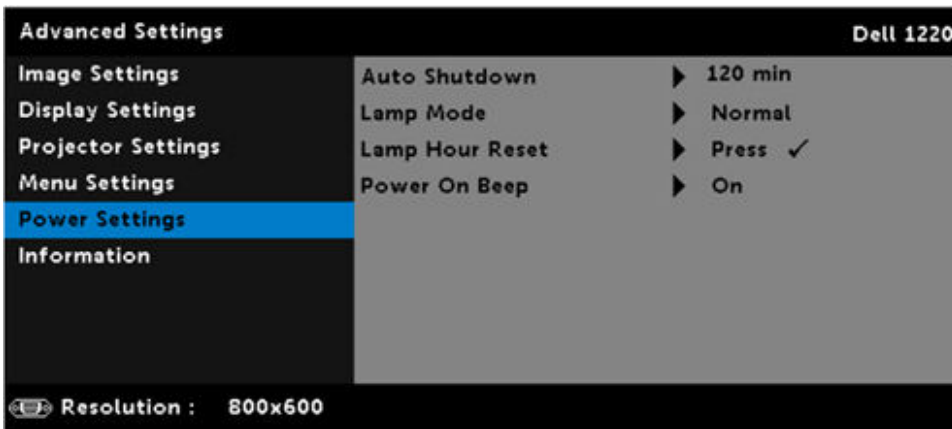 Advanced Settings Dell 1220
Image Settings Auto Shutdown 120 min
Display Settings Lamp Mode Normal
Projector Settings Lamp Hour Reset Press ✓
Menu Settings Power On Beep On
Power Settings
Information
Resolution : 800x600